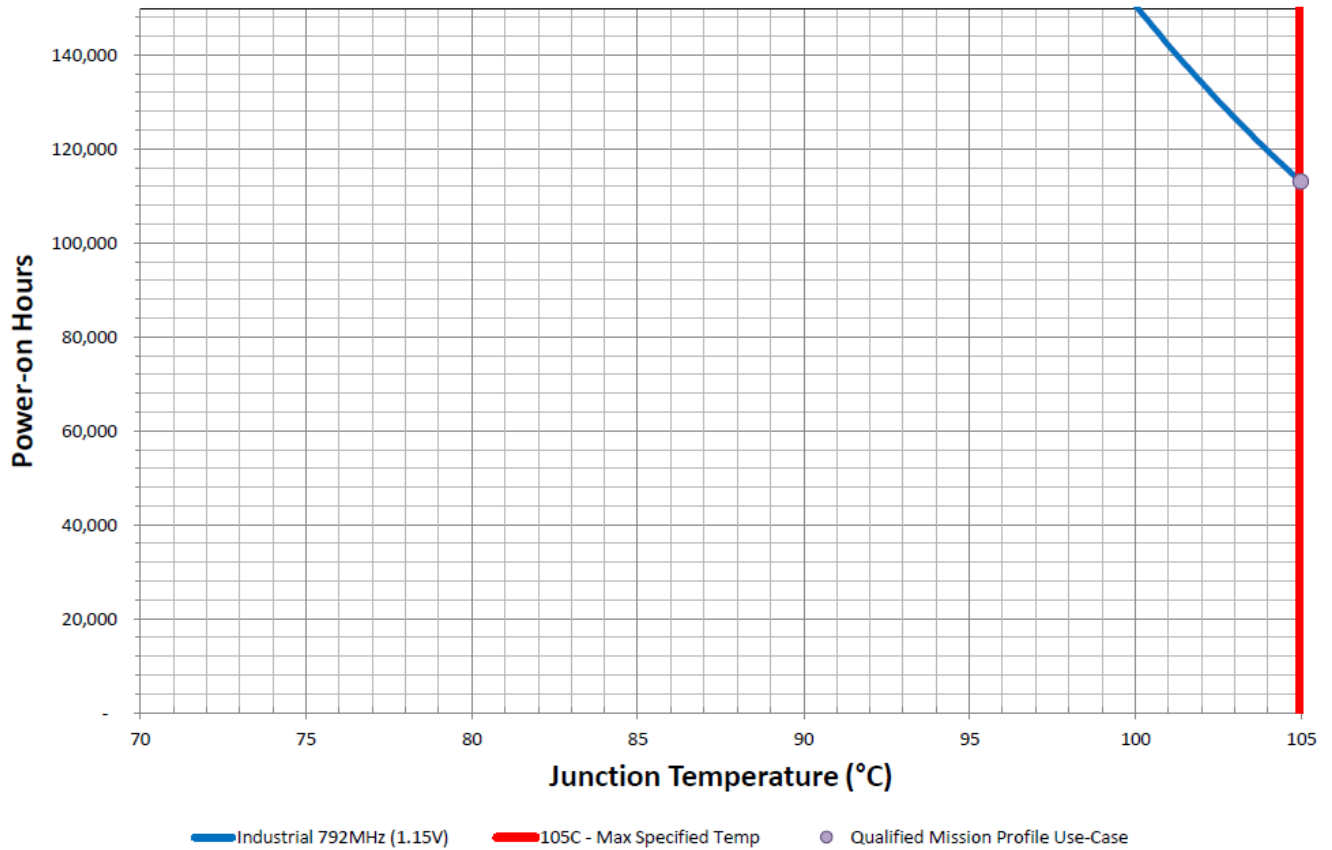 Power-on Hours
140,000
120,000
100,000
80,000
60,000
40,000
20,000
-
70 75 80 85 90 95 100 105
Junction Temperature (°C)
Industrial 792MHz (1.15V) 105C - Max Specified Temp Qualified Mission Profile Use-Case